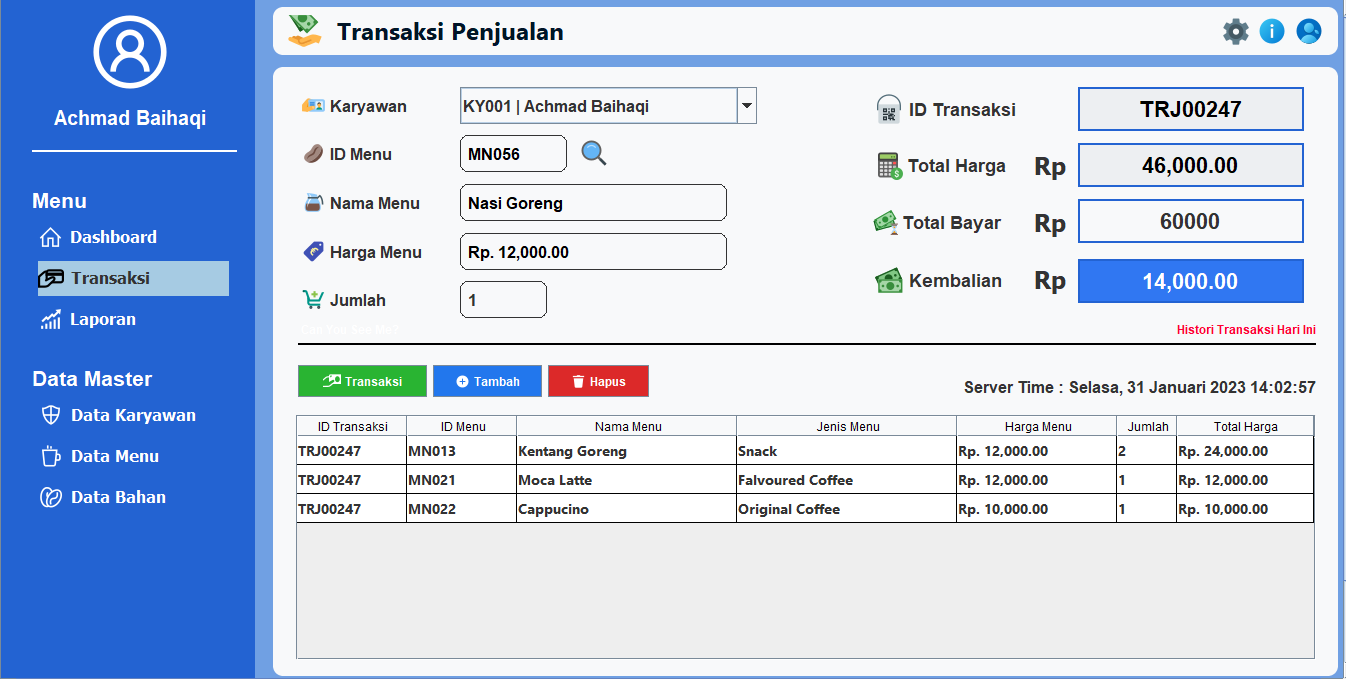 Achmad Baihaqi
Menu
Dashboard
Transaksi
Laporan
Data Master
Data Karyawan
Data Menu
Data Bahan
Transaksi Penjualan
Karyawan KY001 | Achmad Baihaqi
ID Menu MN056
Nama Menu Nasi Goreng
Harga Menu Rp. 12,000.00
Jumlah 1
ID Transaksi TRJ00247
Total Harga Rp 46,000.00
Total Bayar Rp 60000
Kembalian Rp 14,000.00
Can You See Me?
Histori Transaksi Hari Ini
Transaksi Tambah Hapus
Server Time : Selasa, 31 Januari 2023 14:02:57
ID Transaksi ID Menu Nama Menu Jenis Menu Harga Menu Jumlah Total Harga
TRJ00247 MN013 Kentang Goreng Snack Rp. 12,000.00 2 Rp. 24,000.00
TRJ00247 MN021 Moca Latte Falvoured Coffee Rp. 12,000.00 1 Rp. 12,000.00
TRJ00247 MN022 Cappucino Original Coffee Rp. 10,000.00 1 Rp. 10,000.00